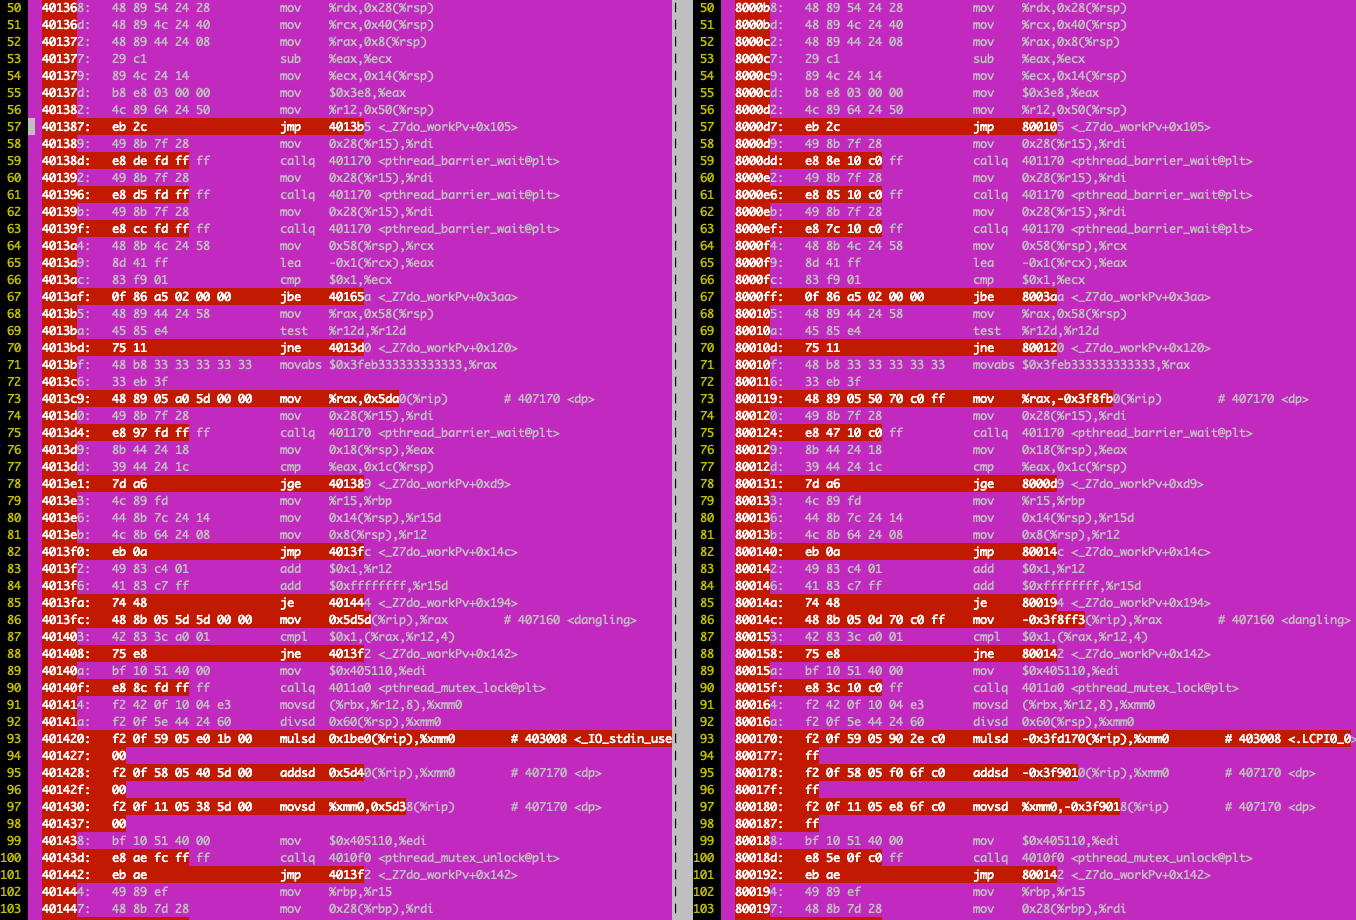 50 401368: 48 89 54 24 28 mov %rdx,0x28(%rsp)
51 40136d: 48 89 4c 24 40 mov %rcx,0x40(%rsp)
52 401372: 48 89 44 24 08 mov %rax,0x8(%rsp)
53 401377: 29 c1 sub %eax,%ecx
54 401379: 89 4c 24 14 mov %ecx,0x14(%rsp)
55 40137d: b8 e8 03 00 00 mov $0x3e8,%eax
56 401382: 4c 89 64 24 50 mov %r12,0x50(%rsp)
57 401387: eb 2c jmp 4013b5 <_Z7do_workPv+0x105>
58 401389: 49 8b 7f 28 mov 0x28(%r15),%rdi
59 40138d: e8 de fd ff ff callq 401170 <pthread_barrier_wait@plt>
60 401392: 49 8b 7f 28 mov 0x28(%r15),%rdi
61 401396: e8 d5 fd ff ff callq 401170 <pthread_barrier_wait@plt>
62 40139b: 49 8b 7f 28 mov 0x28(%r15),%rdi
63 40139f: e8 cc fd ff ff callq 401170 <pthread_barrier_wait@plt>
64 4013a4: 48 8b 4c 24 58 mov 0x58(%rsp),%rcx
65 4013a9: 8d 41 ff lea -0x1(%rcx),%eax
66 4013ac: 83 f9 01 cmp $0x1,%ecx
67 4013af: 0f 86 a5 02 00 00 jbe 40165a <_Z7do_workPv+0x3aa>
68 4013b5: 48 89 44 24 58 mov %rax,0x58(%rsp)
69 4013ba: 45 85 e4 test %r12d,%r12d
70 4013bd: 75 11 jne 4013d0 <_Z7do_workPv+0x120>
71 4013bf: 48 b8 33 33 33 33 33 movabs $0x3feb333333333333,%rax
72 4013c6: 33 eb 3f
73 4013c9: 48 89 05 a0 5d 00 00 mov %rax,0x5da0(%rip) # 407170 <dp>
74 4013d0: 49 8b 7f 28 mov 0x28(%r15),%rdi
75 4013d4: e8 97 fd ff ff callq 401170 <pthread_barrier_wait@plt>
76 4013d9: 8b 44 24 18 mov 0x18(%rsp),%eax
77 4013dd: 39 44 24 1c cmp %eax,0x1c(%rsp)
78 4013e1: 7d a6 jge 401389 <_Z7do_workPv+0xd9>
79 4013e3: 4c 89 fd mov %r15,%rbp
80 4013e6: 44 8b 7c 24 14 mov 0x14(%rsp),%r15d
81 4013eb: 4c 8b 64 24 08 mov 0x8(%rsp),%r12
82 4013f0: eb 0a jmp 4013fc <_Z7do_workPv+0x14c>
83 4013f2: 49 83 c4 01 add $0x1,%r12
84 4013f6: 41 83 c7 ff add $0xffffffff,%r15d
85 4013fa: 74 48 je 401444 <_Z7do_workPv+0x194>
86 4013fc: 48 8b 05 5d 5d 00 00 mov 0x5d5d(%rip),%rax # 407160 <dangling>
87 401403: 42 83 3c a0 01 cmpl $0x1,(%rax,%r12,4)
88 401408: 75 e8 jne 4013f2 <_Z7do_workPv+0x142>
89 40140a: bf 10 51 40 00 mov $0x405110,%edi
90 40140f: e8 8c fd ff ff callq 4011a0 <pthread_mutex_lock@plt>
91 401414: f2 42 0f 10 04 e3 movsd (%rbx,%r12,8),%xmm0
92 40141a: f2 0f 5e 44 24 60 divsd 0x60(%rsp),%xmm0
93 401420: f2 0f 59 05 e0 1b 00 mulsd 0x1be0(%rip),%xmm0 # 403008 <_IO_stdin_use
94 401427: 00
95 401428: f2 0f 58 05 40 5d 00 addsd 0x5d40(%rip),%xmm0 # 407170 <dp>
96 40142f: 00
97 401430: f2 0f 11 05 38 5d 00 movsd %xmm0,0x5d38(%rip) # 407170 <dp>
98 401437: 00
99 401438: bf 10 51 40 00 mov $0x405110,%edi
100 40143d: e8 ae fc ff ff callq 4010f0 <pthread_mutex_unlock@plt>
101 401442: eb ae jmp 4013f2 <_Z7do_workPv+0x142>
102 401444: 49 89 ef mov %rbp,%r15
103 401447: 48 8b 7d 28 mov 0x28(%rbp),%rdi
50 8000b8: 48 89 54 24 28 mov %rdx,0x28(%rsp)
51 8000bd: 48 89 4c 24 40 mov %rcx,0x40(%rsp)
52 8000c2: 48 89 44 24 08 mov %rax,0x8(%rsp)
53 8000c7: 29 c1 sub %eax,%ecx
54 8000c9: 89 4c 24 14 mov %ecx,0x14(%rsp)
55 8000cd: b8 e8 03 00 00 mov $0x3e8,%eax
56 8000d2: 4c 89 64 24 50 mov %r12,0x50(%rsp)
57 8000d7: eb 2c jmp 800105 <_Z7do_workPv+0x105>
58 8000d9: 49 8b 7f 28 mov 0x28(%r15),%rdi
59 8000dd: e8 8e 10 c0 ff callq 401170 <pthread_barrier_wait@plt>
60 8000e2: 49 8b 7f 28 mov 0x28(%r15),%rdi
61 8000e6: e8 85 10 c0 ff callq 401170 <pthread_barrier_wait@plt>
62 8000eb: 49 8b 7f 28 mov 0x28(%r15),%rdi
63 8000ef: e8 7c 10 c0 ff callq 401170 <pthread_barrier_wait@plt>
64 8000f4: 48 8b 4c 24 58 mov 0x58(%rsp),%rcx
65 8000f9: 8d 41 ff lea -0x1(%rcx),%eax
66 8000fc: 83 f9 01 cmp $0x1,%ecx
67 8000ff: 0f 86 a5 02 00 00 jbe 8003aa <_Z7do_workPv+0x3aa>
68 800105: 48 89 44 24 58 mov %rax,0x58(%rsp)
69 80010a: 45 85 e4 test %r12d,%r12d
70 80010d: 75 11 jne 800120 <_Z7do_workPv+0x120>
71 80010f: 48 b8 33 33 33 33 33 movabs $0x3feb333333333333,%rax
72 800116: 33 eb 3f
73 800119: 48 89 05 50 70 c0 ff mov %rax,-0x3f8fb0(%rip) # 407170 <dp>
74 800120: 49 8b 7f 28 mov 0x28(%r15),%rdi
75 800124: e8 47 10 c0 ff callq 401170 <pthread_barrier_wait@plt>
76 800129: 8b 44 24 18 mov 0x18(%rsp),%eax
77 80012d: 39 44 24 1c cmp %eax,0x1c(%rsp)
78 800131: 7d a6 jge 8000d9 <_Z7do_workPv+0xd9>
79 800133: 4c 89 fd mov %r15,%rbp
80 800136: 44 8b 7c 24 14 mov 0x14(%rsp),%r15d
81 80013b: 4c 8b 64 24 08 mov 0x8(%rsp),%r12
82 800140: eb 0a jmp 80014c <_Z7do_workPv+0x14c>
83 800142: 49 83 c4 01 add $0x1,%r12
84 800146: 41 83 c7 ff add $0xffffffff,%r15d
85 80014a: 74 48 je 800194 <_Z7do_workPv+0x194>
86 80014c: 48 8b 05 0d 70 c0 ff mov -0x3f8ff3(%rip),%rax # 407160 <dangling>
87 800153: 42 83 3c a0 01 cmpl $0x1,(%rax,%r12,4)
88 800158: 75 e8 jne 800142 <_Z7do_workPv+0x142>
89 80015a: bf 10 51 40 00 mov $0x405110,%edi
90 80015f: e8 3c 10 c0 ff callq 4011a0 <pthread_mutex_lock@plt>
91 800164: f2 42 0f 10 04 e3 movsd (%rbx,%r12,8),%xmm0
92 80016a: f2 0f 5e 44 24 60 divsd 0x60(%rsp),%xmm0
93 800170: f2 0f 59 05 90 2e c0 mulsd -0x3fd170(%rip),%xmm0 # 403008 <.LCPI0_0>
94 800177: ff
95 800178: f2 0f 58 05 f0 6f c0 addsd -0x3f9010(%rip),%xmm0 # 407170 <dp>
96 80017f: ff
97 800180: f2 0f 11 05 e8 6f c0 movsd %xmm0,-0x3f9018(%rip) # 407170 <dp>
98 800187: ff
99 800188: bf 10 51 40 00 mov $0x405110,%edi
100 80018d: e8 5e 0f c0 ff callq 4010f0 <pthread_mutex_unlock@plt>
101 800192: eb ae jmp 800142 <_Z7do_workPv+0x142>
102 800194: 49 89 ef mov %rbp,%r15
103 800197: 48 8b 7d 28 mov 0x28(%rbp),%rdi